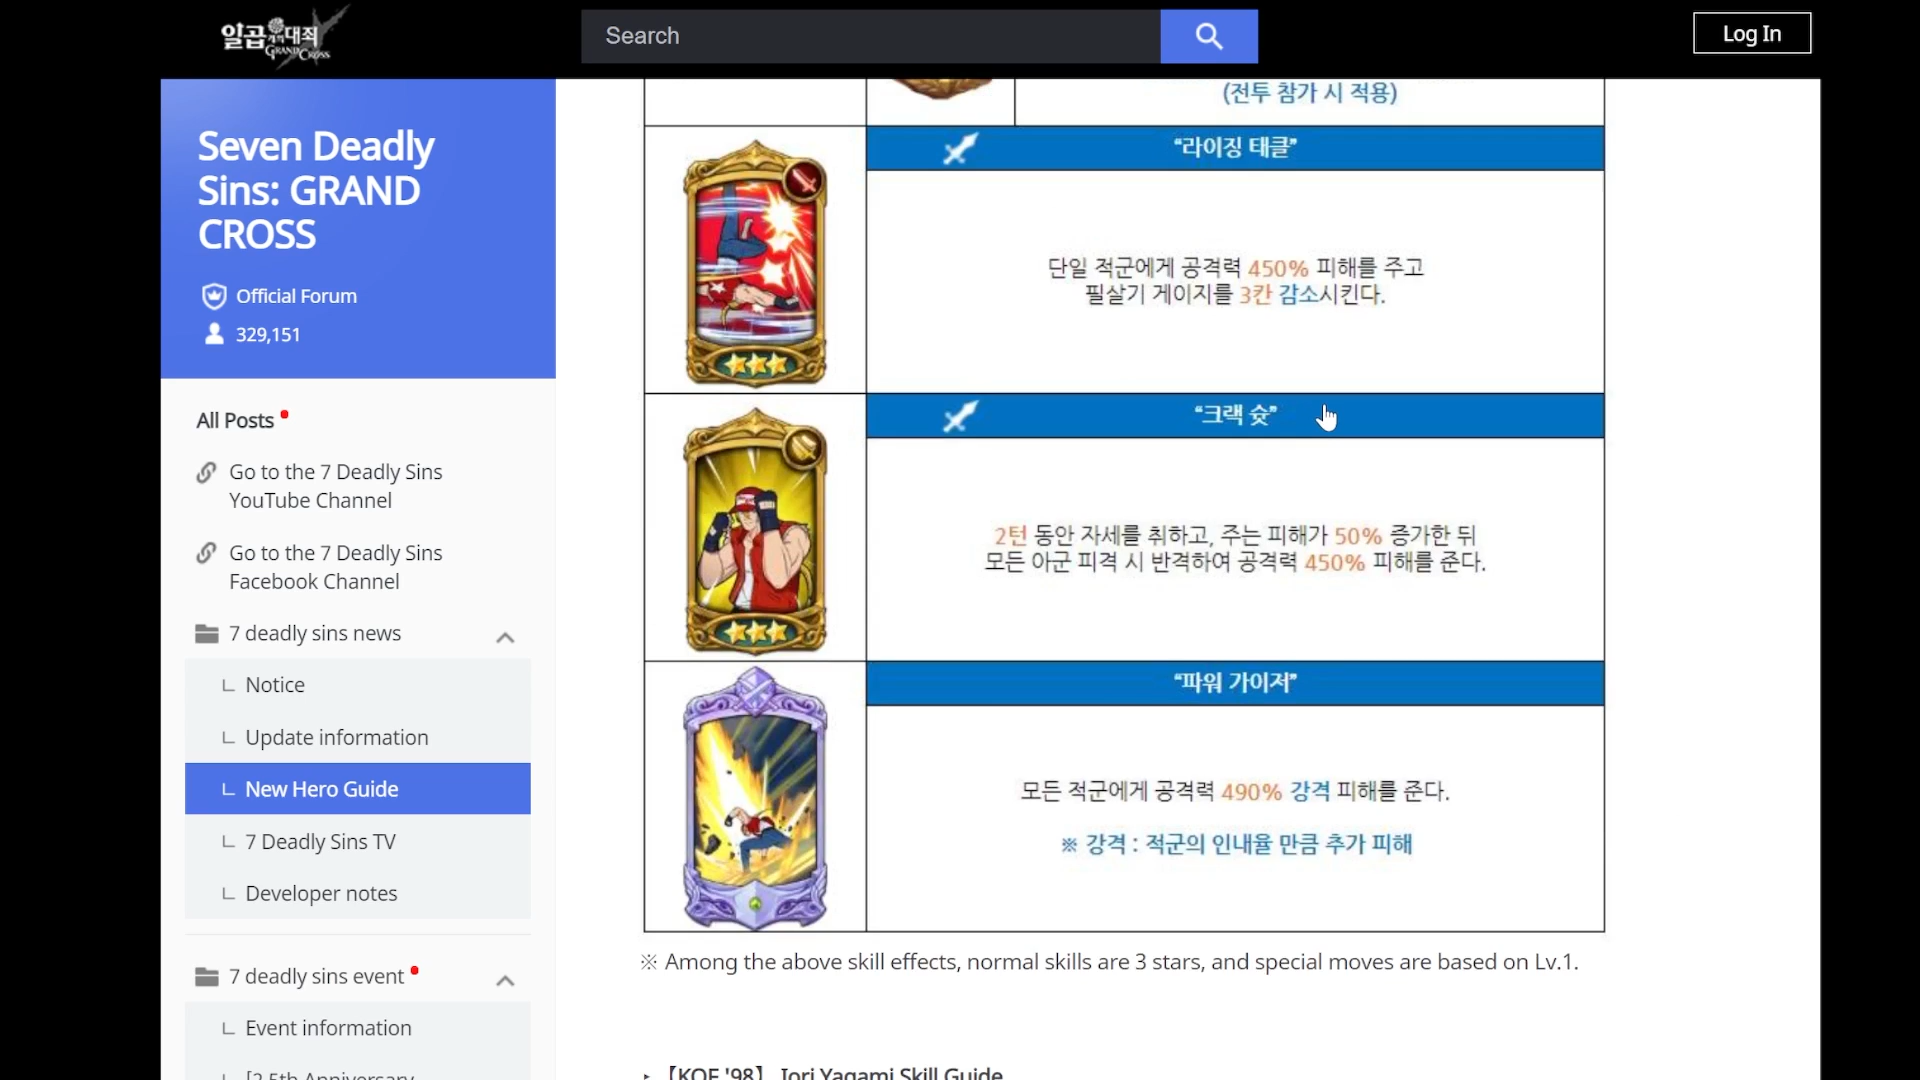 일곱개의대죄
GRAND CROSS
Search
Log In
Seven Deadly
Sins: GRAND
CROSS
Official Forum
329,151
All Posts
Go to the 7 Deadly Sins
YouTube Channel
Go to the 7 Deadly Sins
Facebook Channel
7 deadly sins news
Notice
Update information
New Hero Guide
7 Deadly Sins TV
Developer notes
7 deadly sins event
Event information
[2.5th Anniversary
(전투 참가 시 적용)
“라이징 태클”
단일 적군에게 공격력 450% 피해를 주고
필살기 게이지를 3칸 감소시킨다.
“크랙 슛”
2턴 동안 자세를 취하고, 주는 피해가 50% 증가한 뒤
모든 아군 피격 시 반격하여 공격력 450% 피해를 준다.
“파워 가이저”
모든 적군에게 공격력 490% 강격 피해를 준다.
※ 강격 : 적군의 인내율 만큼 추가 피해
※ Among the above skill effects, normal skills are 3 stars, and special moves are based on Lv.1.
▸ 【KOF '98】 Iori Yagami Skill Guide